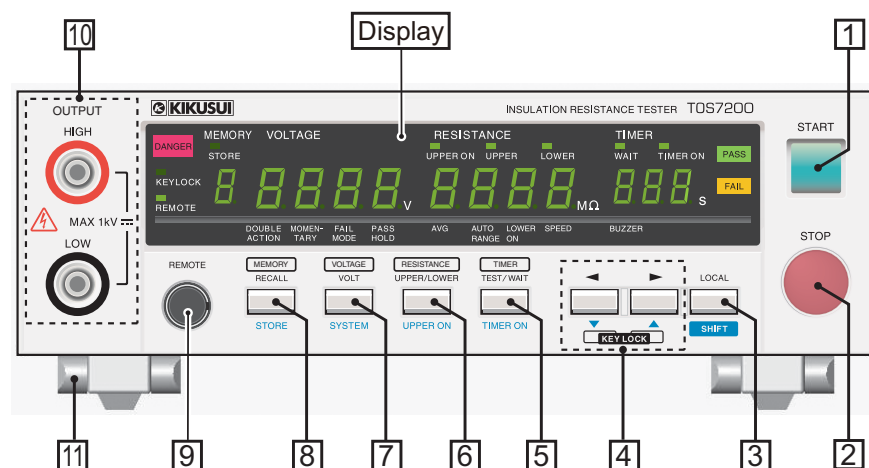 10
Display
1
OUTPUT
HIGH
MAX 1kV
LOW
KIKUSUI
INSULATION RESISTANCE TESTER TOS7200
DANGER
MEMORY
VOLTAGE
RESISTANCE
TIMER
STORE
UPPER ON
UPPER
LOWER
WAIT
TIMER ON
PASS
KEYLOCK
REMOTE
8
8888
V
8888
MΩ
888
S
FAIL
DOUBLE ACTION
MOMEN-TARY
FAIL MODE
PASS HOLD
AVG
AUTO RANGE
LOWER ON
SPEED
BUZZER
START
STOP
REMOTE
MEMORY
RECALL
STORE
VOLTAGE
VOLT
SYSTEM
RESISTANCE
UPPER/LOWER
UPPER ON
TIMER
TEST/WAIT
TIMER ON
◄
►
▼
▲
KEY LOCK
LOCAL
SHIFT
11
9
8
7
6
5
4
3
2